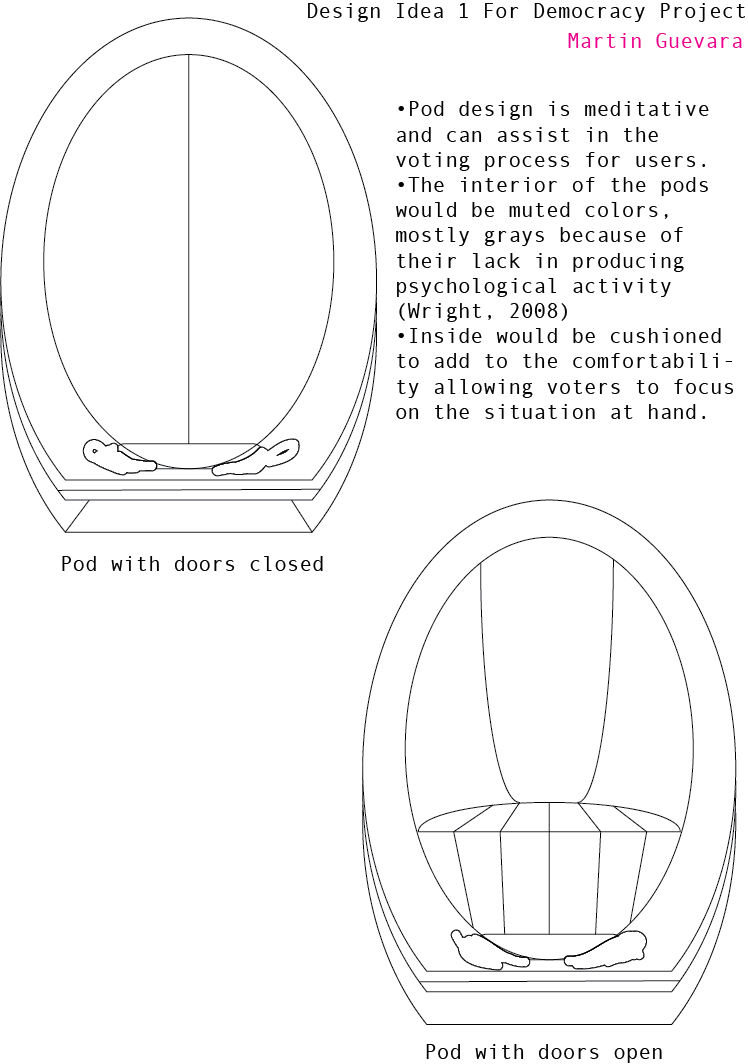 Design Idea 1 For Democracy Project
Martin Guevara
•Pod design is meditative
and can assist in the
voting process for users.
•The interior of the pods
would be muted colors,
mostly grays because of
their lack in producing
psychological activity
(Wright, 2008)
•Inside would be cushioned
to add to the comfortabili-
ty allowing voters to focus
on the situation at hand.
Pod with doors closed
Pod with doors open